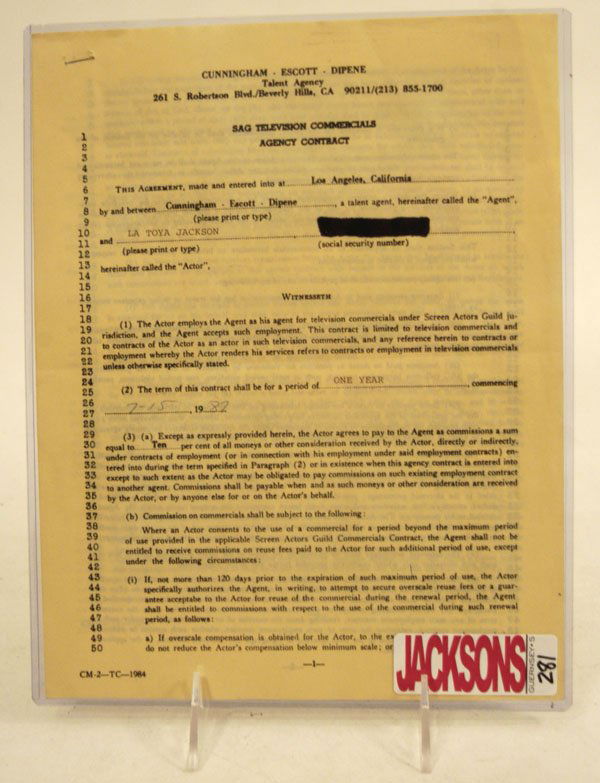 CUNNINGHAM · ESCOTT · DIPENE
Talent Agency
261 S. Robertson Blvd./Beverly Hills, CA 90211/(213) 855-1700
SAG TELEVISION COMMERCIALS
AGENCY CONTRACT
1
2
3
4
5
6 THIS AGREEMENT, made and entered into at Los Angeles, California
7
8 by and between Cunningham · Escott · Dipene, a talent agent, hereinafter called the "Agent",
9 (please print or type)
10 LA TOYA JACKSON
11 and (social security number)
12 (please print or type)
13 hereinafter called the "Actor",
14
15
16 WITNESSETH
17
18 (1) The Actor employs the Agent as his agent for television commercials under Screen Actors Guild ju-
19 risdiction, and the Agent accepts such employment. This contract is limited to television commercials and
20 to contracts of the Actor as an actor in such television commercials, and any reference herein to contracts or
21 employment whereby the Actor renders his services refers to contracts or employment in television commercials
22 unless otherwise specifically stated.
23
24 (2) The term of this contract shall be for a period of ONE YEAR, commencing
25
26 7-15, 1987
27
28
29 (3) (a) Except as expressly provided herein, the Actor agrees to pay to the Agent as commissions a sum
30 equal to Ten per cent of all moneys or other consideration received by the Actor, directly or indirectly,
31 under contracts of employment (or in connection with his employment under said employment contracts) en-
32 tered into during the term specified in Paragraph (2) or in existence when this agency contract is entered into
33 except to such extent as the Actor may be obligated to pay commissions on such existing employment contract
34 to another agent. Commissions shall be payable when and as such moneys or other consideration are received
35 by the Actor, or by anyone else for or on the Actor's behalf.
36
37 (b) Commission on commercials shall be subject to the following:
38 Where an Actor consents to the use of a commercial for a period beyond the maximum period
39 of use provided in the applicable Screen Actors Guild Commercials Contract, the Agent shall not be
40 entitled to receive commissions on reuse fees paid to the Actor for such additional period of use, except
41 under the following circumstances:
42
43 (i) If, not more than 120 days prior to the expiration of such maximum period of use, the Actor
44 specifically authorizes the Agent, in writing, to attempt to secure overscale reuse fees or a guar-
45 antee acceptable to the Actor for reuse of the commercial during the renewal period, the Agent
46 shall be entitled to commissions with respect to the use of the commercial during such renewal
47 period, as follows:
48
49 a) If overscale compensation is obtained for the Actor, to the
50 do not reduce the Actor's compensation below minimum scale; or
—1—
CM-2—TC—1984
JACKSONS
GUERNSEY'S
281